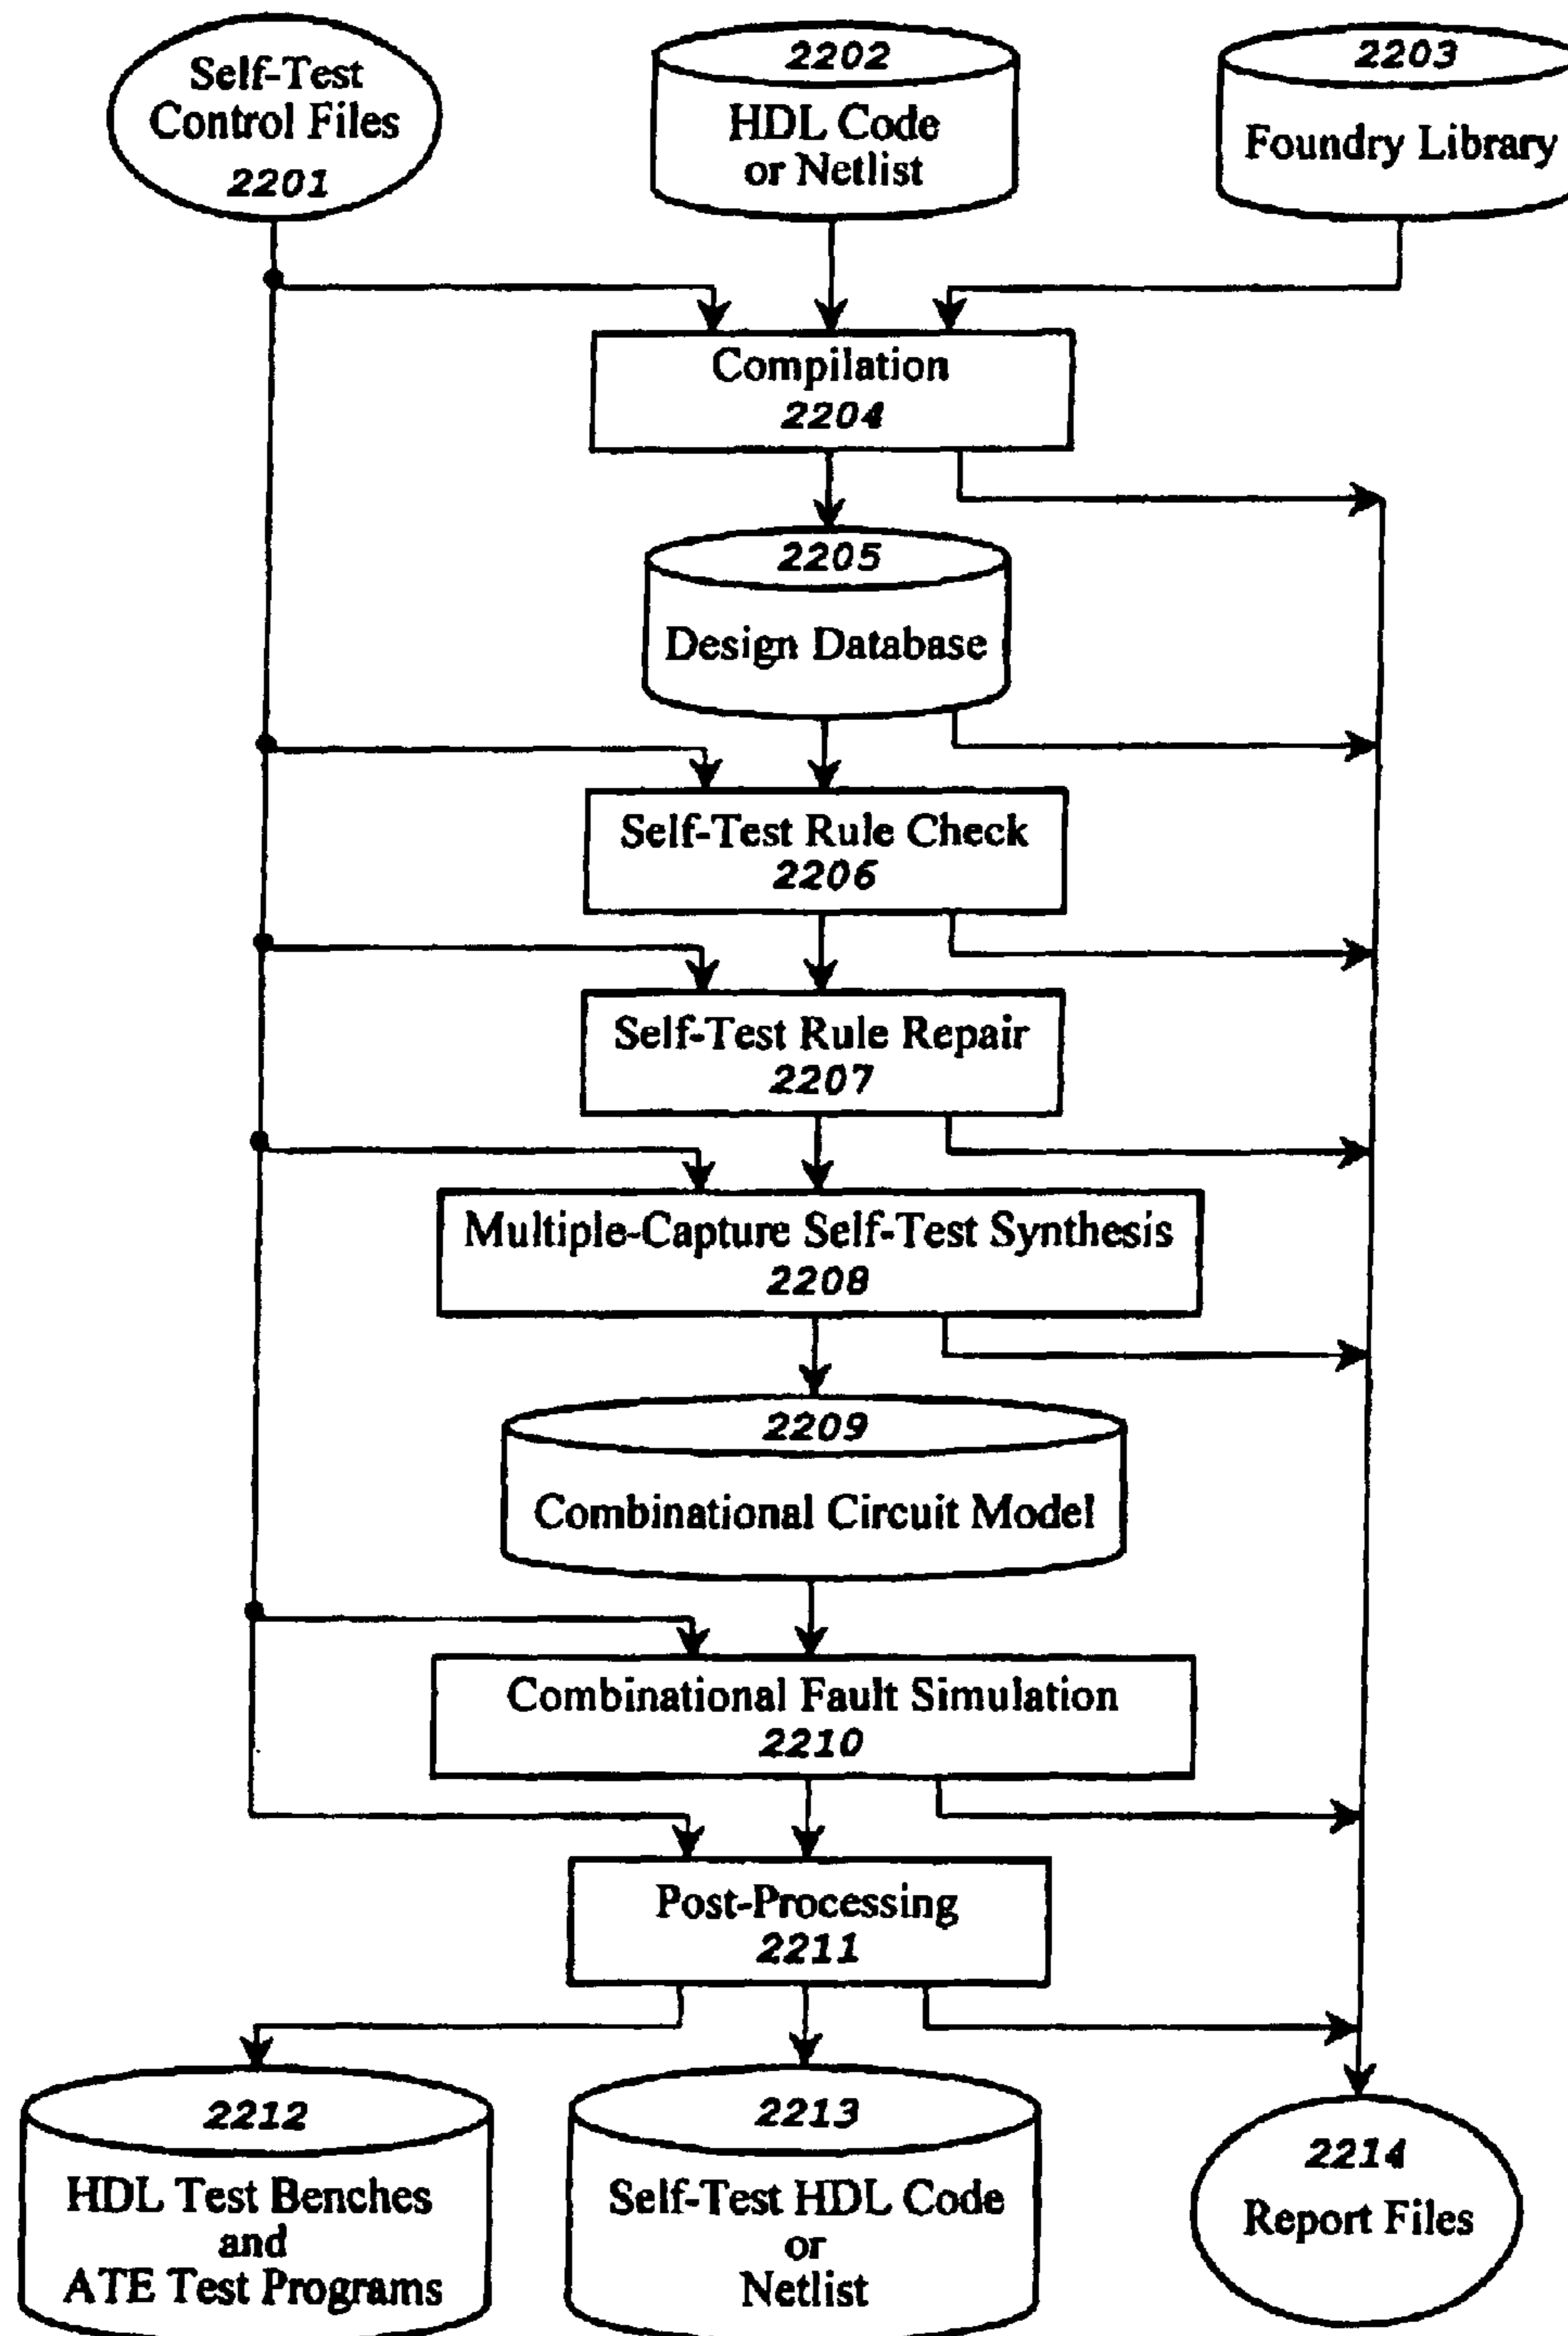 Self-Test
Control Files
2201
2202
HDL Code
or Netlist
2203
Foundry Library
Compilation
2204
2205
Design Database
Self-Test Rule Check
2206
Self-Test Rule Repair
2207
Multiple-Capture Self-Test Synthesis
2208
2209
Combinational Circuit Model
Combinational Fault Simulation
2210
Post-Processing
2211
2212
HDL Test Benches
and
ATE Test Programs
2213
Self-Test HDL Code
or
Netlist
2214
Report Files